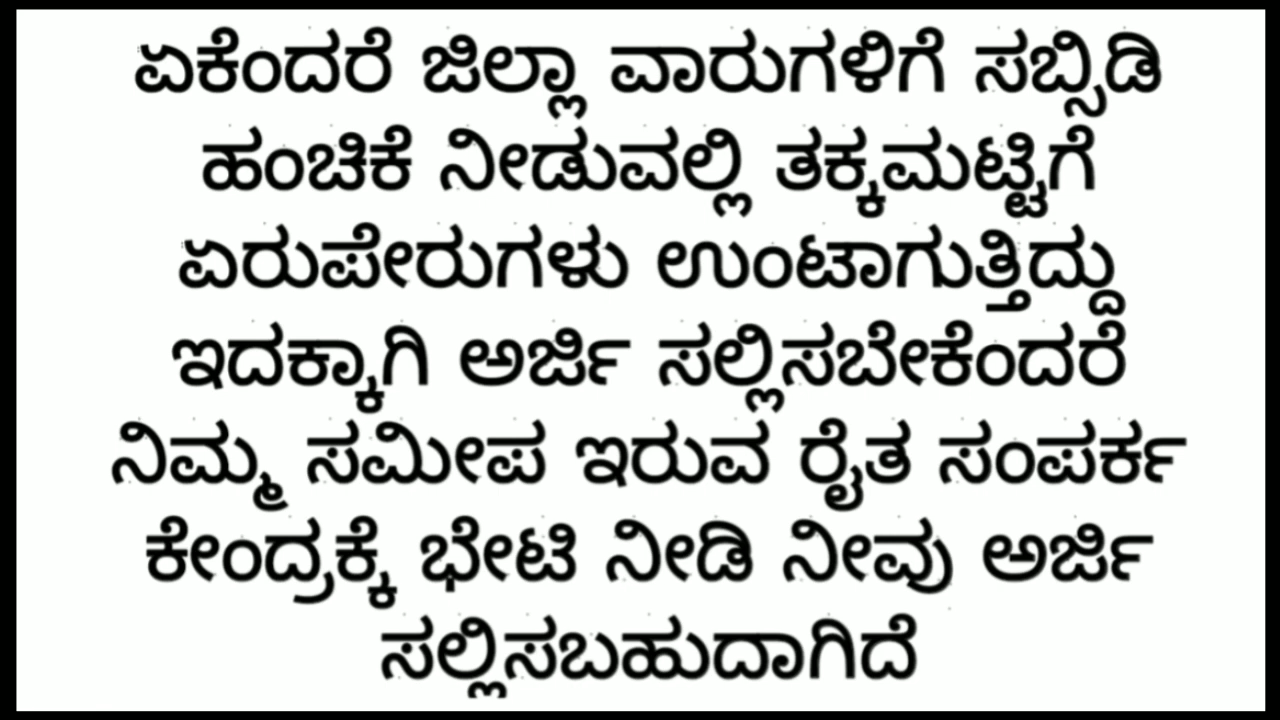 ಏಕೆಂದರೆ ಜಿಲ್ಲಾ ವಾರುಗಳಿಗೆ ಸಬ್ಸಿಡಿ
ಹಂಚಿಕೆ ನೀಡುವಲ್ಲಿ ತಕ್ಕಮಟ್ಟಿಗೆ
ಏರುಪೇರುಗಳು ಉಂಟಾಗುತ್ತಿದ್ದು
ಇದಕ್ಕಾಗಿ ಅರ್ಜಿ ಸಲ್ಲಿಸಬೇಕೆಂದರೆ
ನಿಮ್ಮ ಸಮೀಪ ಇರುವ ರೈತ ಸಂಪರ್ಕ
ಕೇಂದ್ರಕ್ಕೆ ಭೇಟಿ ನೀಡಿ ನೀವು ಅರ್ಜಿ
ಸಲ್ಲಿಸಬಹುದಾಗಿದೆ